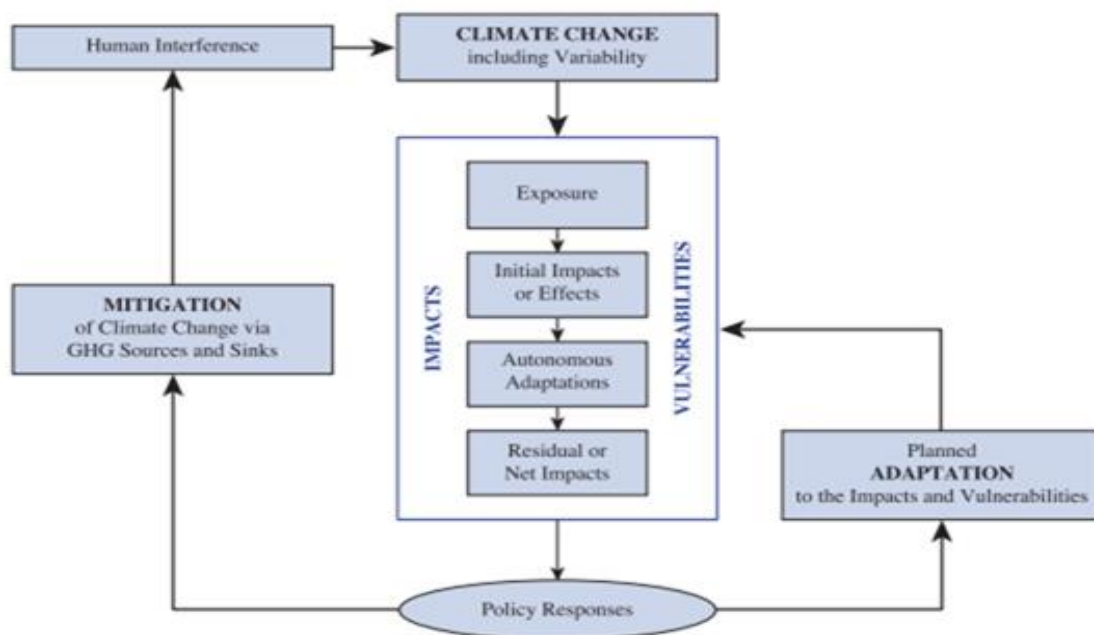 Human Interference
CLIMATE CHANGE
including Variability
Exposure
Initial Impacts
or Effects
Autonomous
Adaptations
Residual or
Net Impacts
IMPACTS
VULNERABILITIES
MITIGATION
of Climate Change via
GHG Sources and Sinks
Planned
ADAPTATION
to the Impacts and Vulnerabilities
Policy Responses